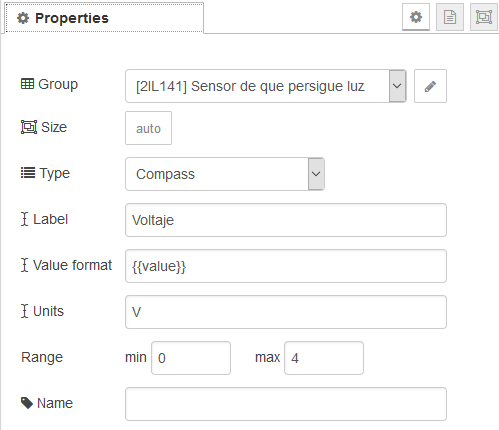 Properties
Group [2IL141] Sensor de que persigue luz
Size auto
Type Compass
Label Voltaje
Value format {{value}}
Units V
Range min 0 max 4
Name